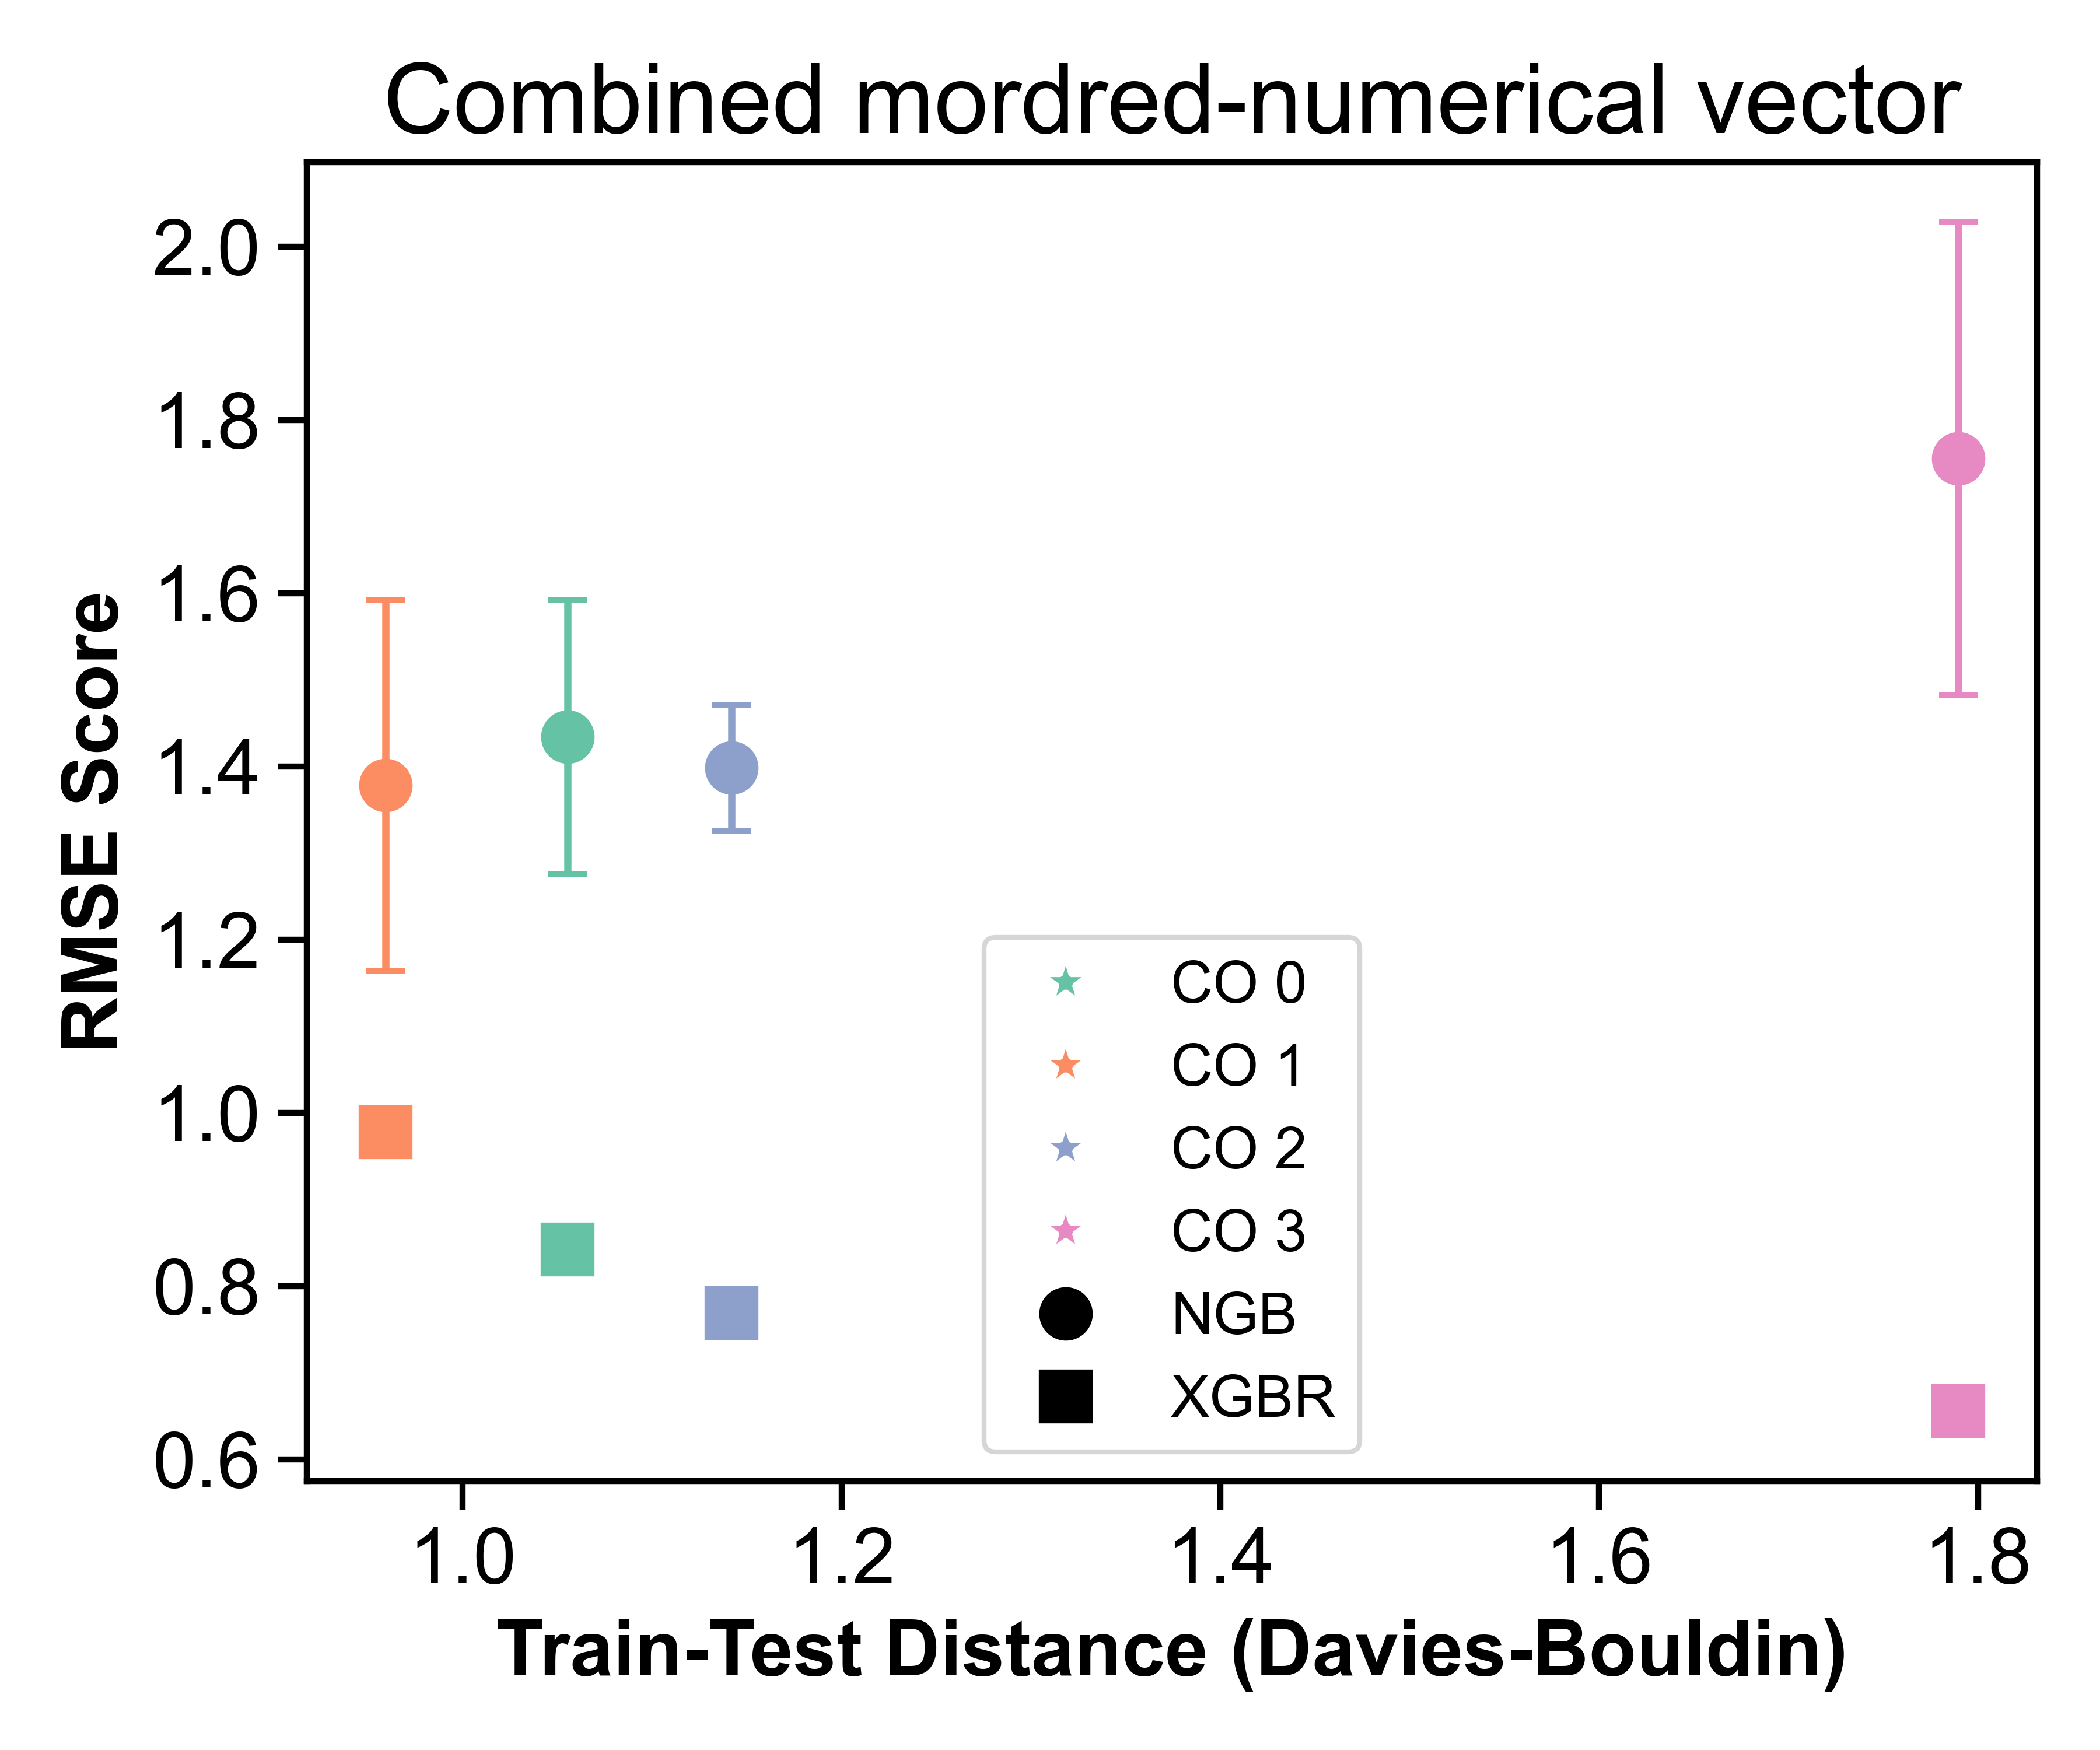 Combined mordred-numerical vector
RMSE Score
2.0
1.8
1.6
1.4
1.2
1.0
0.8
0.6
CO 0
CO 1
CO 2
CO 3
NGB
XGBR
1.0 1.2 1.4 1.6 1.8
Train-Test Distance (Davies-Bouldin)